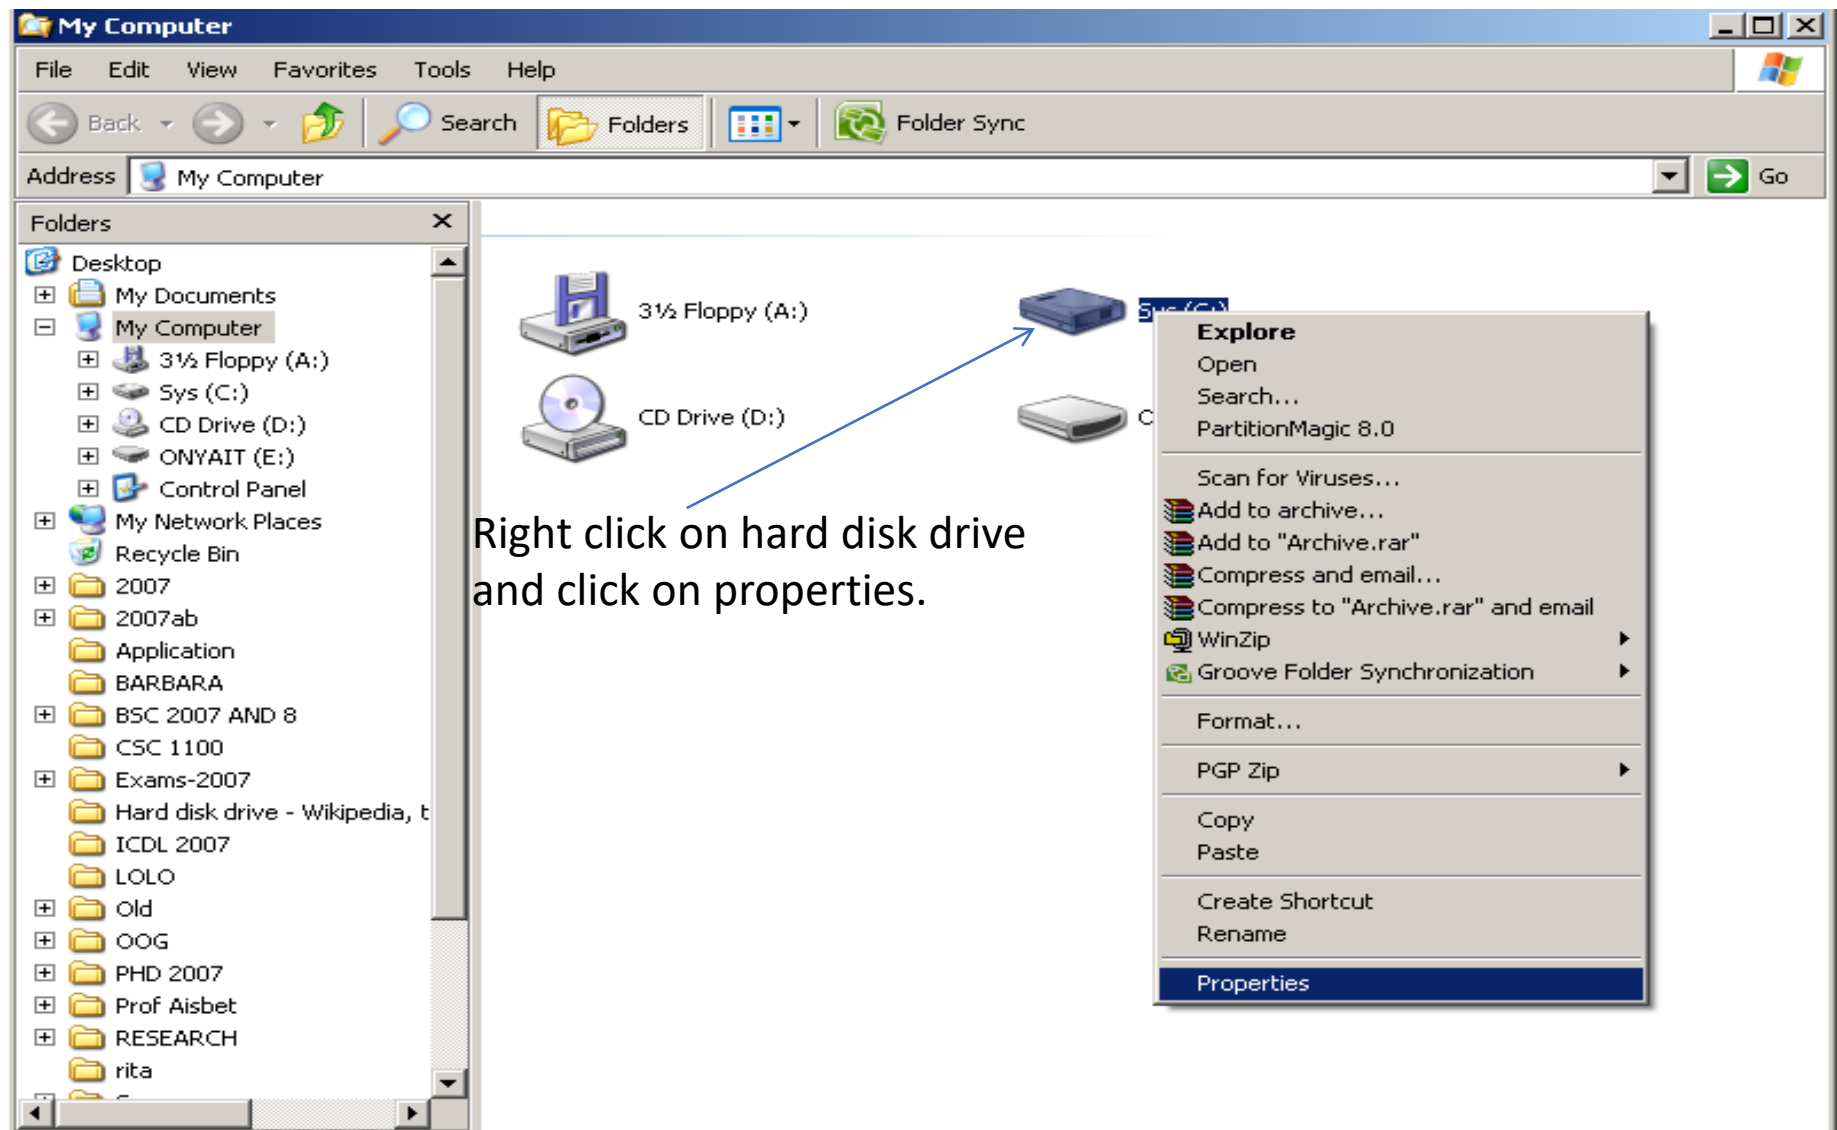 My Computer
File Edit View Favorites Tools Help
Back Search Folders Folder Sync
Address My Computer Go
Folders
Desktop
My Documents
My Computer
3½ Floppy (A:)
Sys (C:)
CD Drive (D:)
ONYAIT (E:)
Control Panel
My Network Places
Recycle Bin
2007
2007ab
Application
BARBARA
BSC 2007 AND 8
CSC 1100
Exams-2007
Hard disk drive - Wikipedia, t
ICDL 2007
LOLO
Old
OOG
PHD 2007
Prof Aisbet
RESEARCH
rita
3½ Floppy (A:)
Sys (C:)
CD Drive (D:)
O
Right click on hard disk drive
and click on properties.
Explore
Open
Search...
PartitionMagic 8.0
Scan for Viruses...
Add to archive...
Add to "Archive.rar"
Compress and email...
Compress to "Archive.rar" and email
WinZip
Groove Folder Synchronization
Format...
PGP Zip
Copy
Paste
Create Shortcut
Rename
Properties